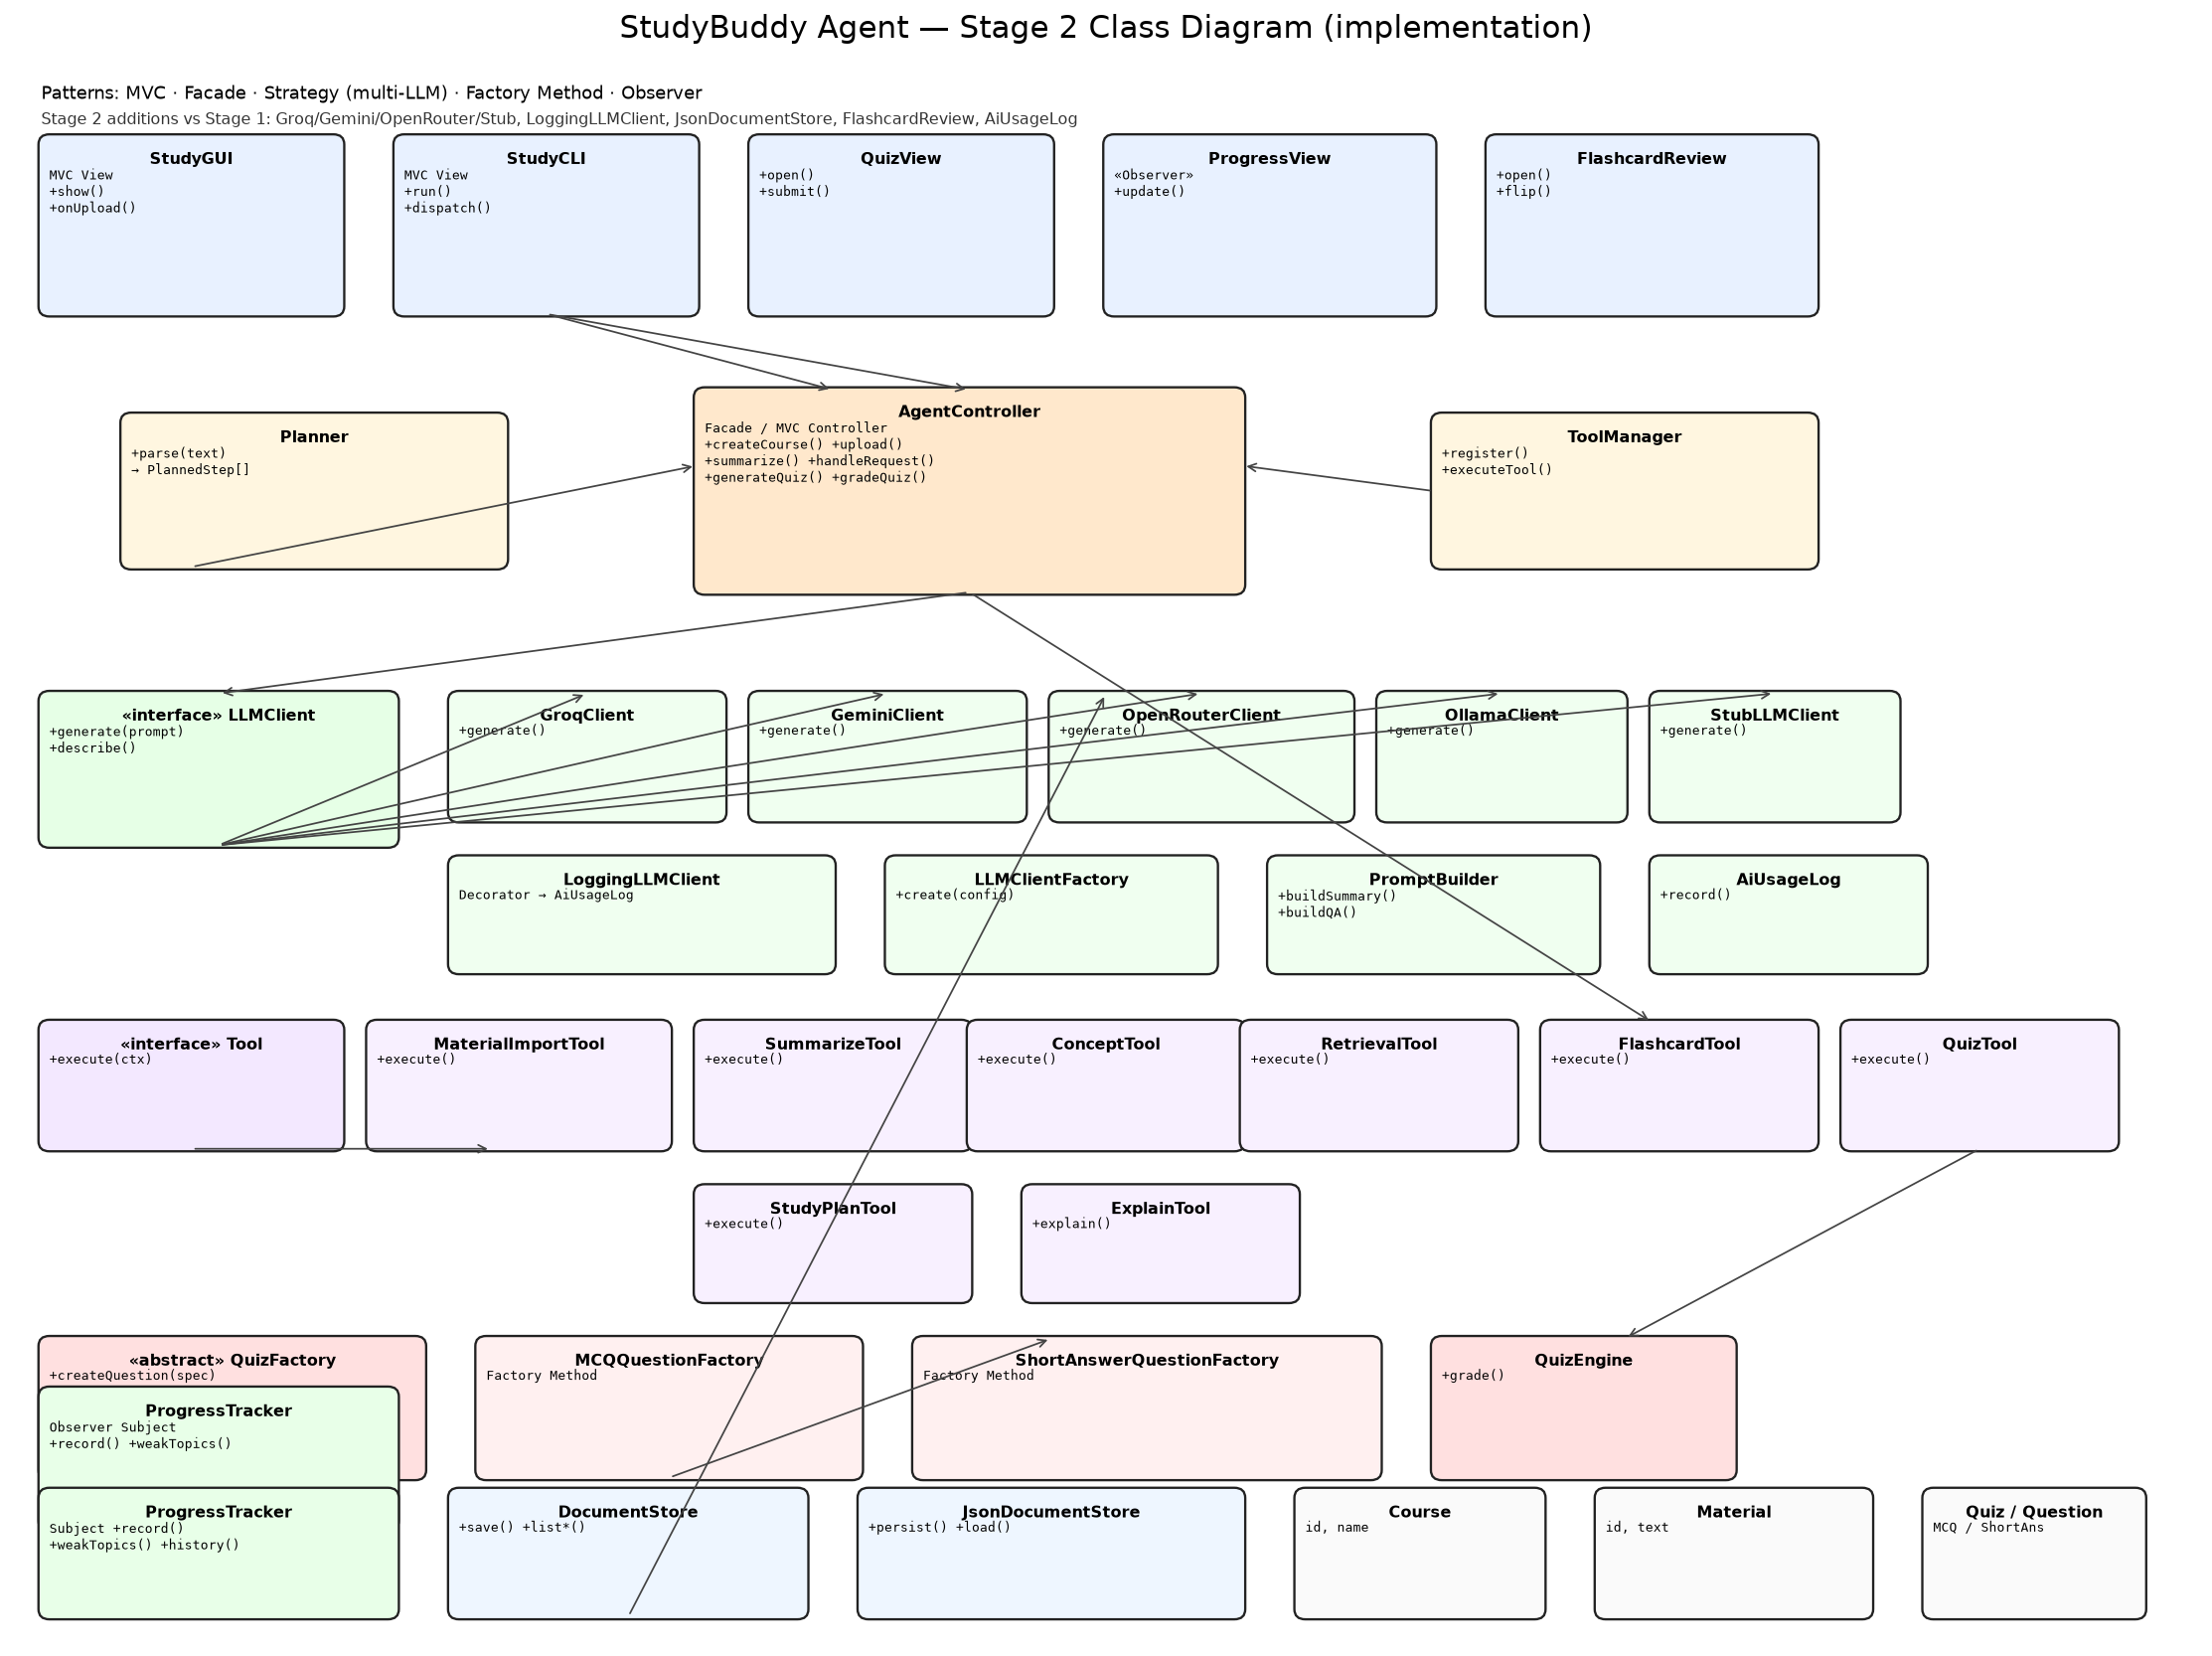 StudyBuddy Agent — Stage 2 Class Diagram (implementation)
Patterns: MVC · Facade · Strategy (multi-LLM) · Factory Method · Observer
Stage 2 additions vs Stage 1: Groq/Gemini/OpenRouter/Stub, LoggingLLMClient, JsonDocumentStore, FlashcardReview, AiUsageLog
StudyGUI
MVC View
+show()
+onUpload()
StudyCLI
MVC View
+run()
+dispatch()
QuizView
+open()
+submit()
ProgressView
«Observer»
+update()
FlashcardReview
+open()
+flip()
Planner
+parse(text)
→ PlannedStep[]
AgentController
Facade / MVC Controller
+createCourse() +upload()
+summarize() +handleRequest()
+generateQuiz() +gradeQuiz()
ToolManager
+register()
+executeTool()
«interface» LLMClient
+generate(prompt)
+describe()
GroqClient
+generate()
GeminiClient
+generate()
OpenRouterClient
+generate()
OllamaClient
+generate()
StubLLMClient
+generate()
LoggingLLMClient
Decorator → AiUsageLog
LLMClientFactory
+create(config)
PromptBuilder
+buildSummary()
+buildQA()
AiUsageLog
+record()
«interface» Tool
+execute(ctx)
MaterialImportTool
+execute()
SummarizeTool
+execute()
ConceptTool
+execute()
RetrievalTool
+execute()
FlashcardTool
+execute()
QuizTool
+execute()
StudyPlanTool
+execute()
ExplainTool
+explain()
«abstract» QuizFactory
+createQuestion(spec)
MCQQuestionFactory
Factory Method
ShortAnswerQuestionFactory
Factory Method
QuizEngine
+grade()
ProgressTracker
Observer Subject
+record() +weakTopics()
ProgressTracker
Subject +record()
+weakTopics() +history()
DocumentStore
+save() +list*()
JsonDocumentStore
+persist() +load()
Course
id, name
Material
id, text
Quiz / Question
MCQ / ShortAns